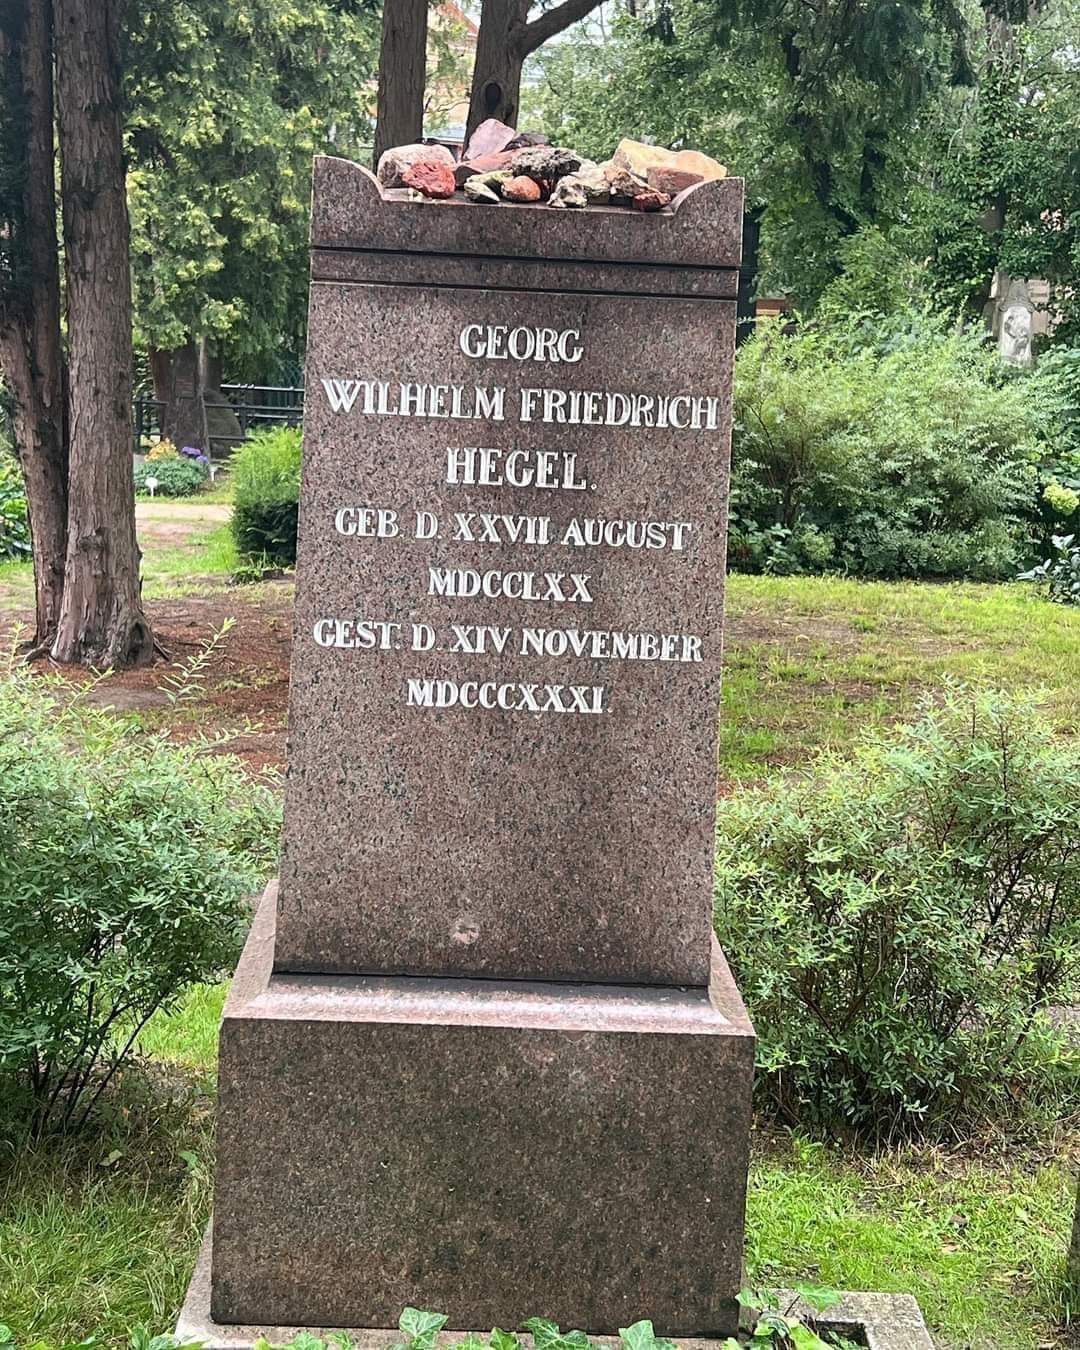 GEORG
WILHELM FRIEDRICH
HEGEL.
GEB. D. XXVII AUGUST
MDCCLXX
GEST. D. XIV NOVEMBER
MDCCCXXXI.